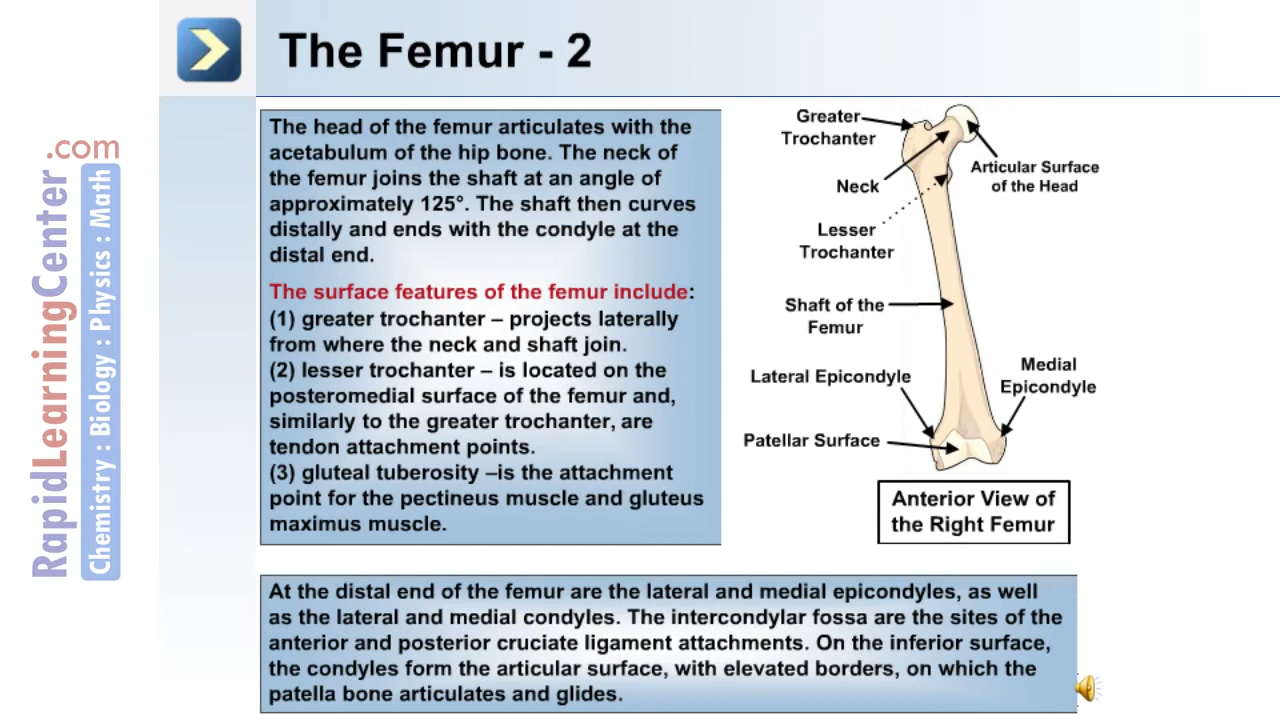 The Femur - 2
RapidLearningCenter.com
Chemistry : Biology : Physics : Math
The head of the femur articulates with the
acetabulum of the hip bone. The neck of
the femur joins the shaft at an angle of
approximately 125°. The shaft then curves
distally and ends with the condyle at the
distal end.
The surface features of the femur include:
(1) greater trochanter – projects laterally
from where the neck and shaft join.
(2) lesser trochanter – is located on the
posteromedial surface of the femur and,
similarly to the greater trochanter, are
tendon attachment points.
(3) gluteal tuberosity –is the attachment
point for the pectineus muscle and gluteus
maximus muscle.
Greater
Trochanter
Articular Surface
of the Head
Neck
Lesser
Trochanter
Shaft of the
Femur
Lateral Epicondyle
Medial
Epicondyle
Patellar Surface
Anterior View of
the Right Femur
At the distal end of the femur are the lateral and medial epicondyles, as well
as the lateral and medial condyles. The intercondylar fossa are the sites of the
anterior and posterior cruciate ligament attachments. On the inferior surface,
the condyles form the articular surface, with elevated borders, on which the
patella bone articulates and glides.